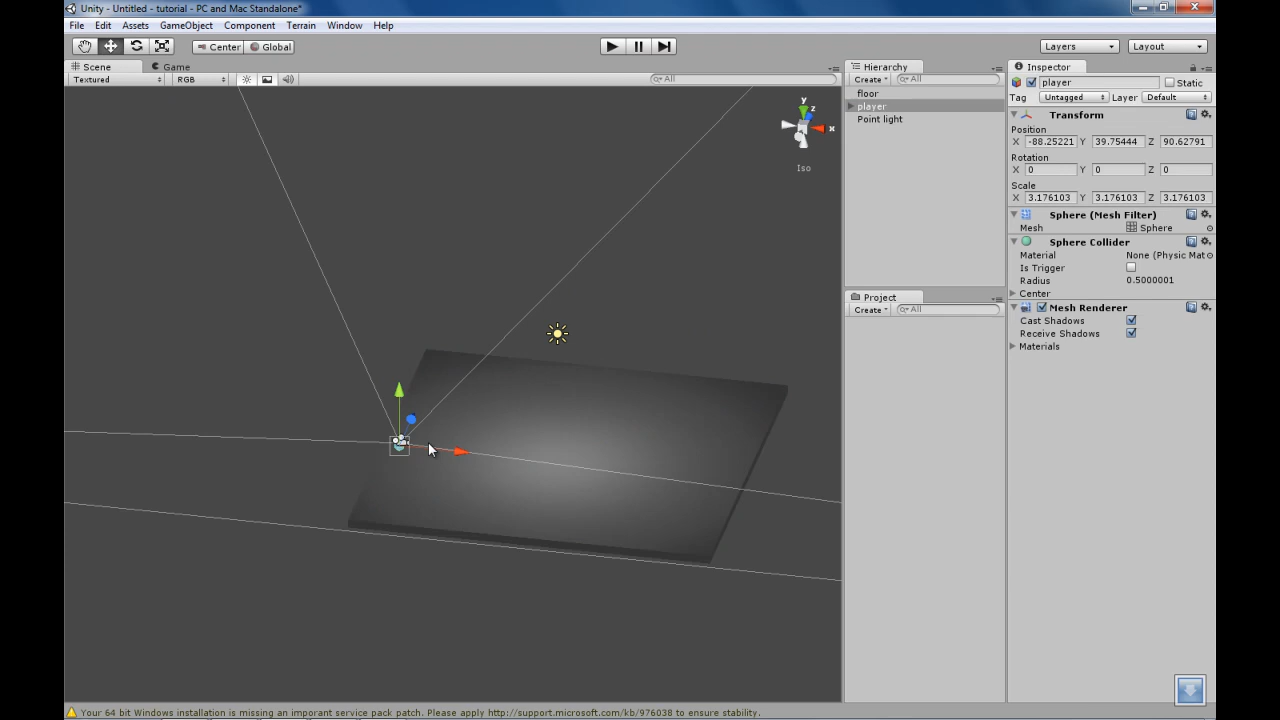 Unity - Untitled - tutorial - PC and Mac Standalone*
File Edit Assets GameObject Component Terrain Window Help
Center Global Layers Layout
Scene Game
Textured RGB All
y
z
x
Iso
Hierarchy
Create All
floor
player
Point light
Project
Create All
Inspector
player Static
Tag Untagged Layer Default
Transform
Position
X -88.25221 Y 39.75444 Z 90.62791
Rotation
X 0 Y 0 Z 0
Scale
X 3.176103 Y 3.176103 Z 3.176103
Sphere (Mesh Filter)
Mesh Sphere
Sphere Collider
Material None (Physic Mat
Is Trigger
Radius 0.5000001
Center
Mesh Renderer
Cast Shadows
Receive Shadows
Materials
Your 64 bit Windows installation is missing an imporant service pack patch. Please apply http://support.microsoft.com/kb/976038 to ensure stability.